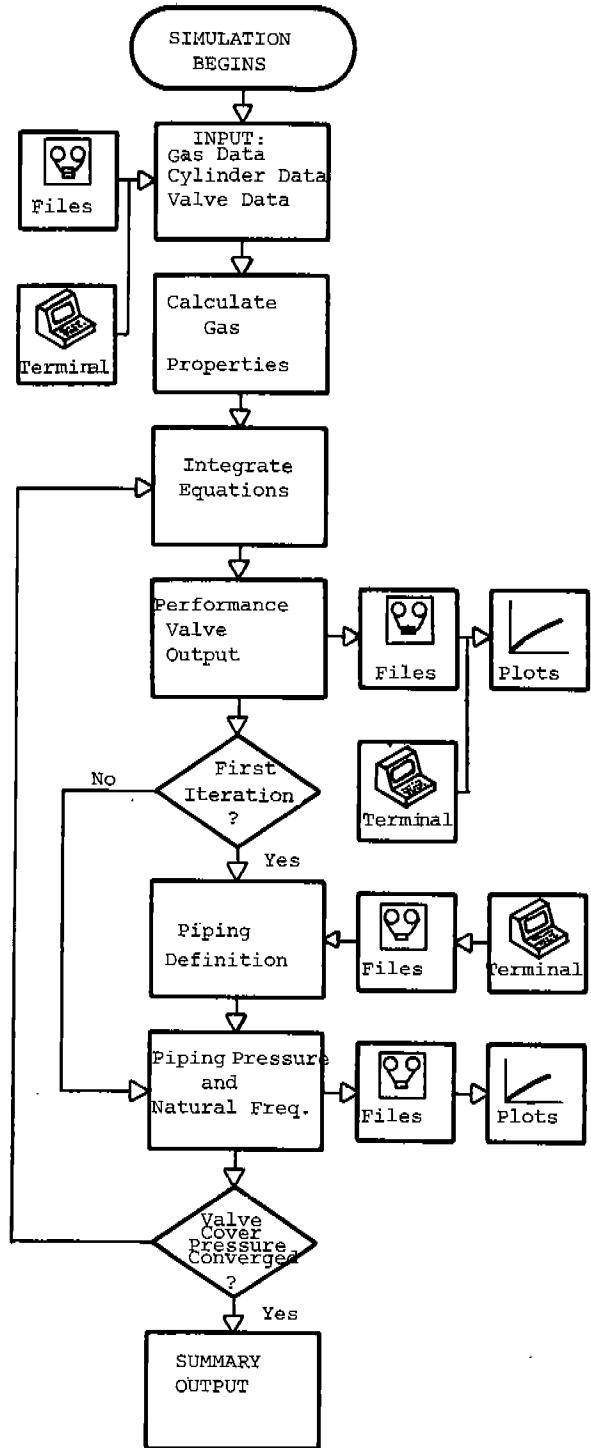 SIMULATION
BEGINS
INPUT:
Gas Data
Cylinder Data
Valve Data
Files
Terminal
Calculate
Gas
Properties
Integrate
Equations
Performance
Valve
Output
Files
Plots
Terminal
First
Iteration
?
No
Yes
Piping
Definition
Files
Terminal
Piping Pressure
and
Natural Freq.
Files
Plots
Valve
Cover
Pressure
Converged
?
Yes
SUMMARY
OUTPUT